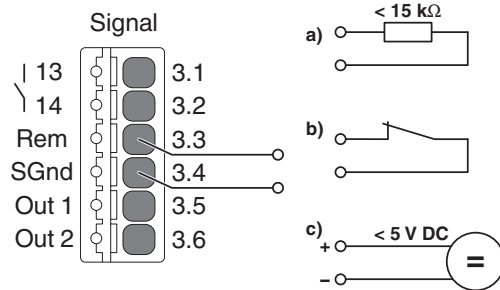 Signal
13 3.1
14 3.2
Rem 3.3
SGnd 3.4
Out 1 3.5
Out 2 3.6
a) < 15 kΩ
b)
c) + < 5 V DC
– =